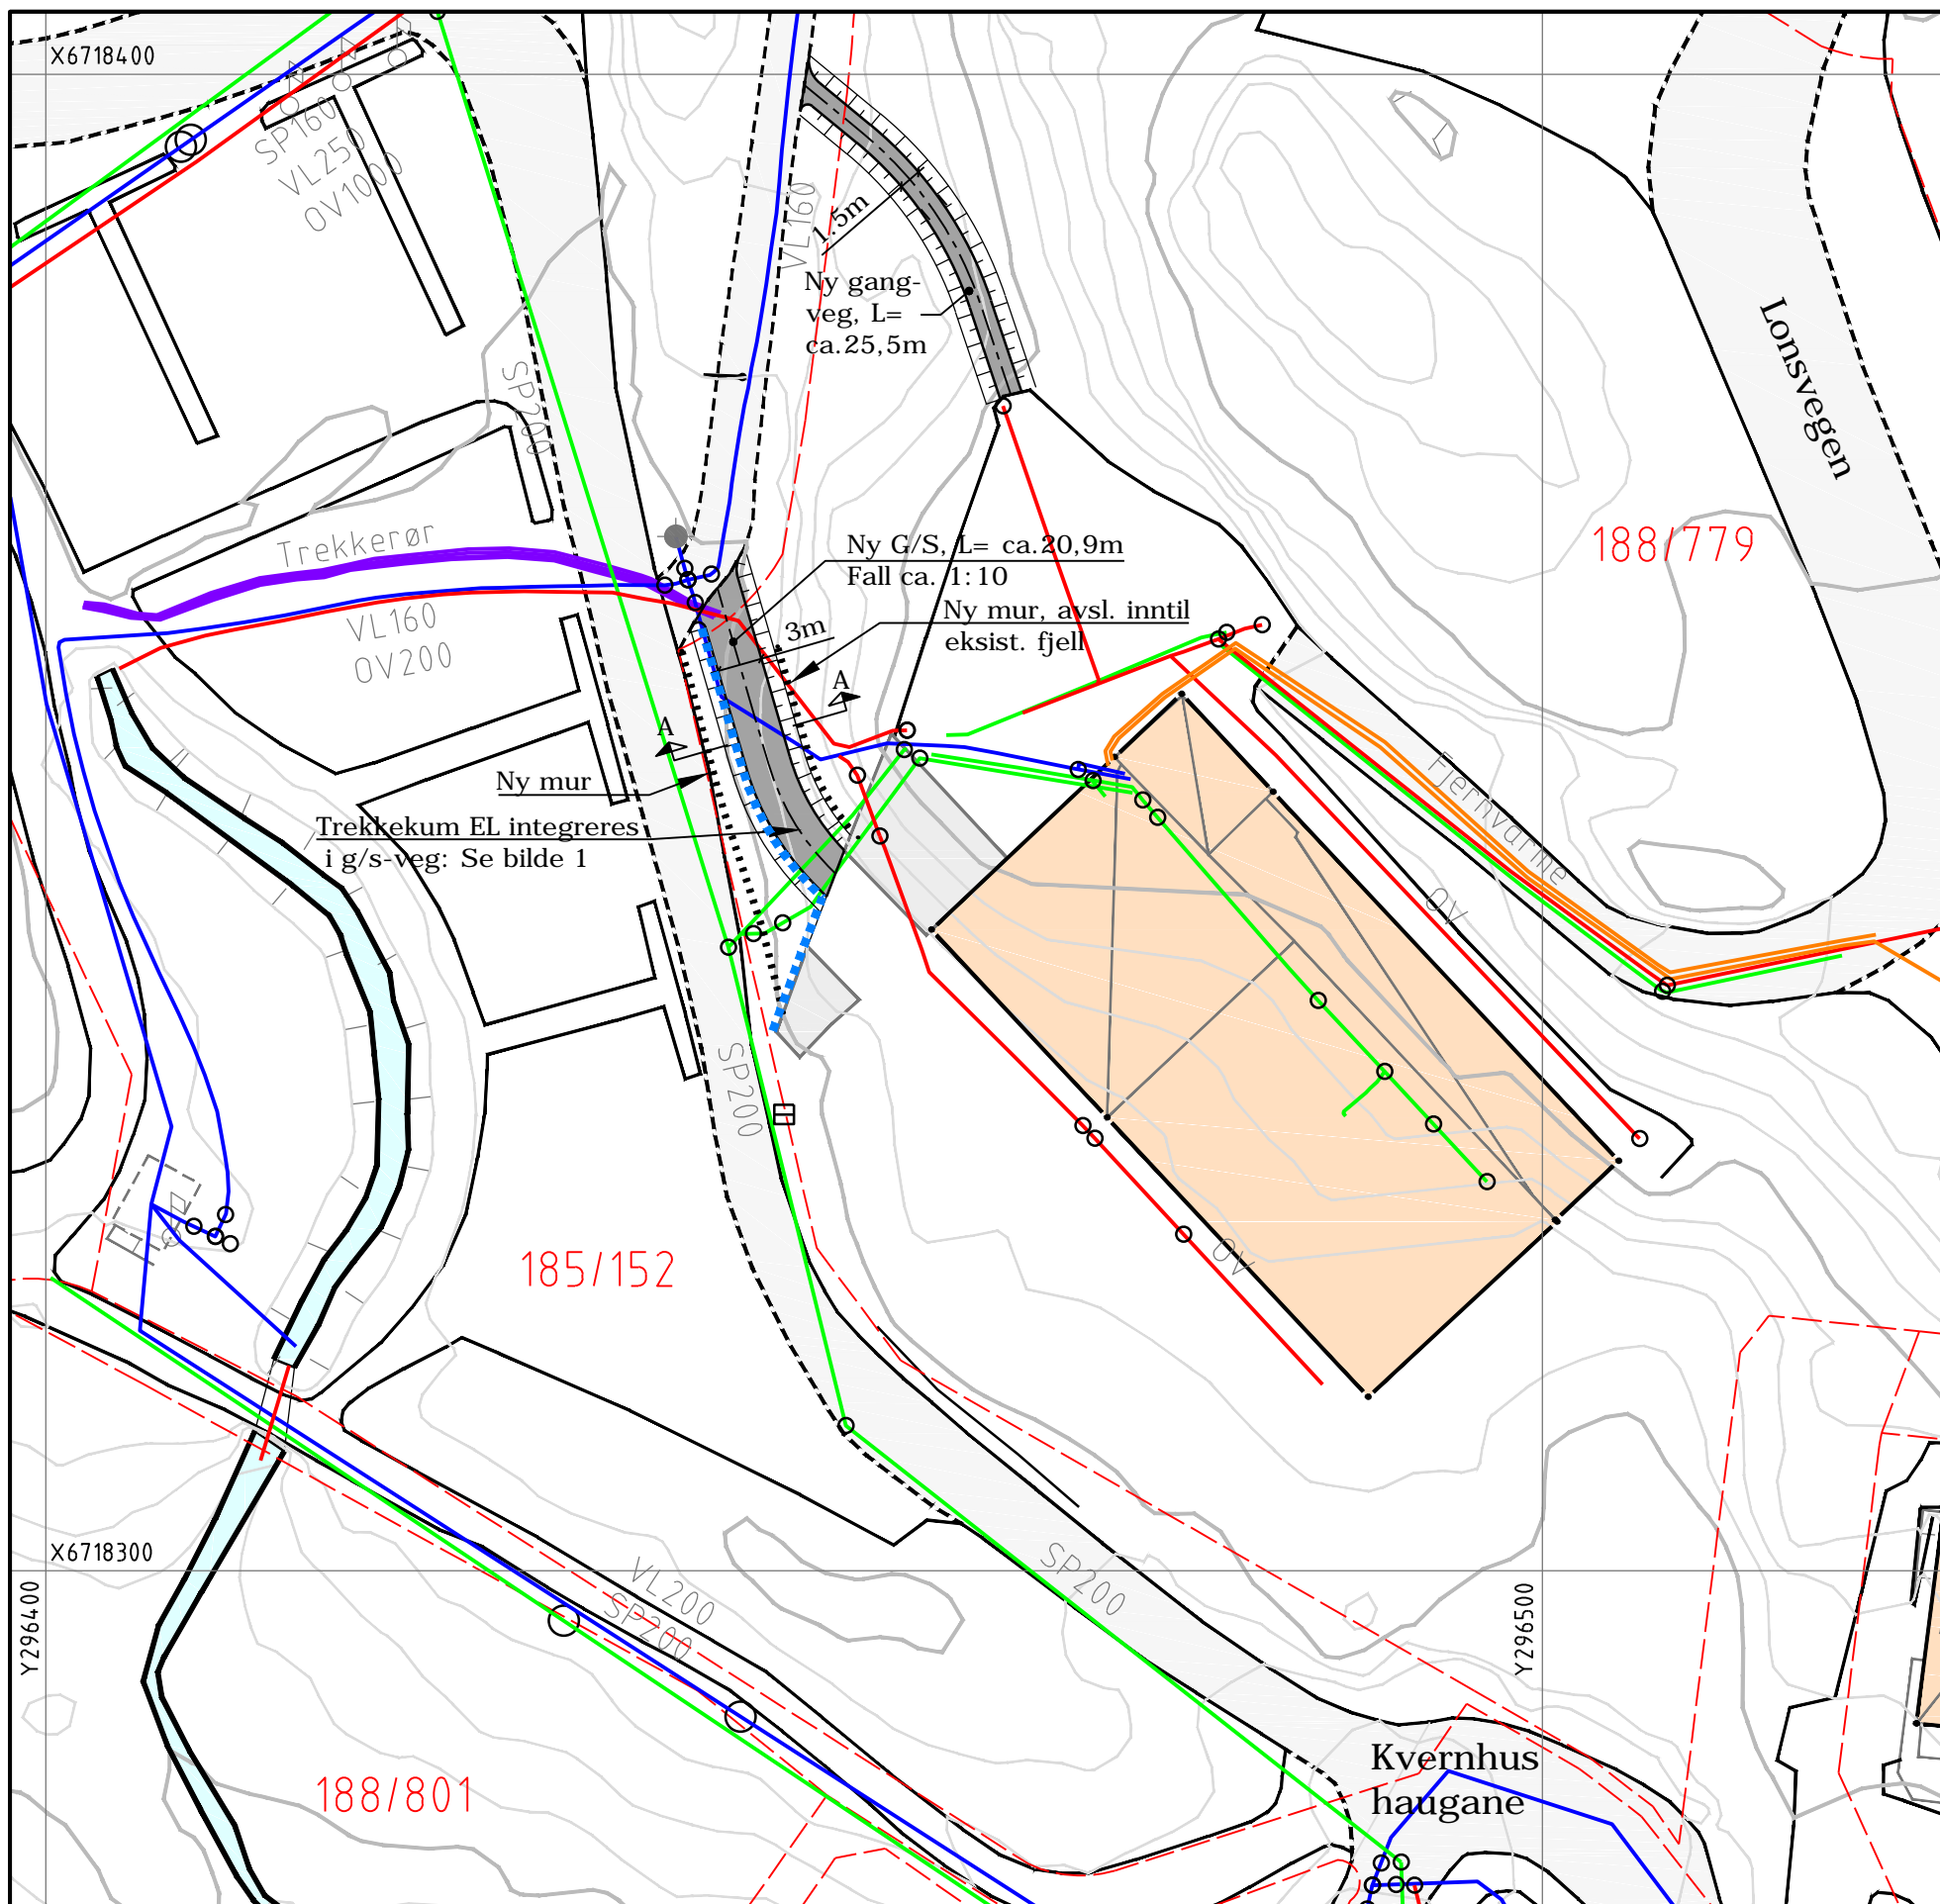 X6718400
SP160
VL250
OV1000
VL160
1.5m
Ny gang-
veg, L=
ca.25,5m
Lonsvegen
SP200
Trekkerør
VL160
OV200
Ny G/S, L= ca.20,9m
Fall ca. 1:10
Ny mur, avsl. inntil
eksist. fjell
3m
A
A
188/779
Ny mur
Trekkekum EL integreres
i g/s-veg: Se bilde 1
Fjernvarme
OV
SP200
185/152
OV
X6718300
Y296400
VL200
SP200
SP200
Y296500
188/801
Kvernhus
haugane